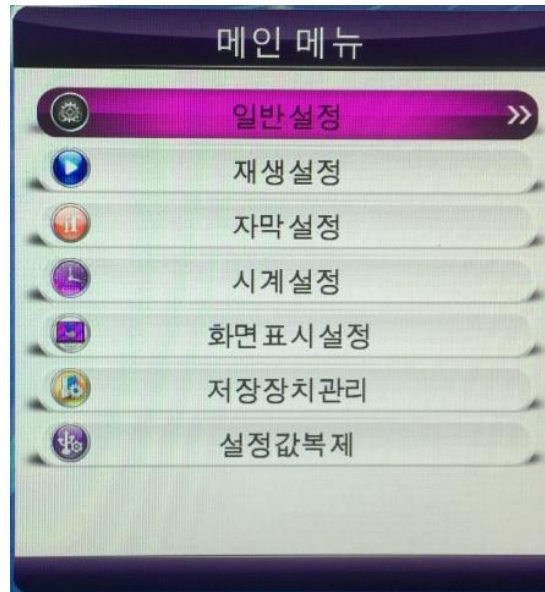 메인 메뉴
일반설정
재생설정
자막설정
시계설정
화면표시설정
저장장치관리
설정값복제